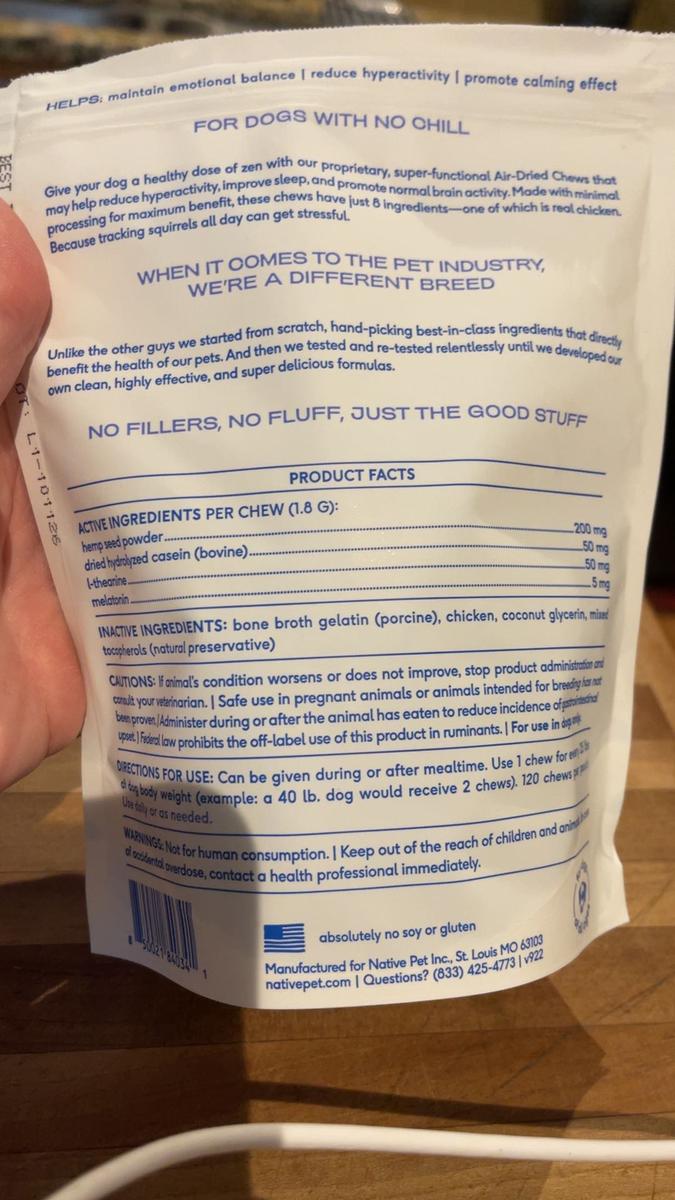 HELPS: maintain emotional balance | reduce hyperactivity | promote calming effect
FOR DOGS WITH NO CHILL
Give your dog a healthy dose of zen with our proprietary, super-functional Air-Dried Chews that
may help reduce hyperactivity, improve sleep, and promote normal brain activity. Made with minimal
processing for maximum benefit, these chews have just 8 ingredients—one of which is real chicken.
Because tracking squirrels all day can get stressful.
WHEN IT COMES TO THE PET INDUSTRY,
WE'RE A DIFFERENT BREED
Unlike the other guys we started from scratch, hand-picking best-in-class ingredients that directly
benefit the health of our pets. And then we tested and re-tested relentlessly until we developed our
own clean, highly effective, and super delicious formulas.
NO FILLERS, NO FLUFF, JUST THE GOOD STUFF
PRODUCT FACTS
ACTIVE INGREDIENTS PER CHEW (1.8 G):
hemp seed powder 200 mg
dried hydrolyzed casein (bovine) 50 mg
l-theanine 50 mg
melatonin 5 mg
INACTIVE INGREDIENTS: bone broth gelatin (porcine), chicken, coconut glycerin, mixed
tocopherols (natural preservative)
CAUTIONS: If animal's condition worsens or does not improve, stop product administration and
consult your veterinarian. | Safe use in pregnant animals or animals intended for breeding has not
been proven./Administer during or after the animal has eaten to reduce incidence of gastrointestinal
upset. | Federal law prohibits the off-label use of this product in ruminants. | For use in dogs only.
DIRECTIONS FOR USE: Can be given during or after mealtime. Use 1 chew for every
of dog body weight (example: a 40 lb. dog would receive 2 chews). 120 chews per
Use daily or as needed.
WARNINGS: Not for human consumption. | Keep out of the reach of children and
of accidental overdose, contact a health professional immediately.
absolutely no soy or gluten
Manufactured for Native Pet Inc., St. Louis MO 63103
nativepet.com | Questions? (833) 425-4773 | v922
8 50021 84034 1
BEST
L1-101126